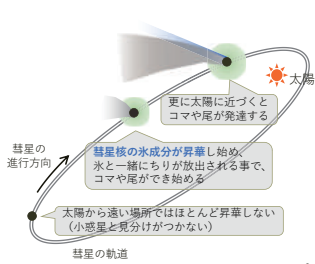 太陽
更に太陽に近づくと
コマや尾が発達する
彗星の
進行方向
彗星核の氷成分が昇華し始め、
氷と一緒にちりが放出される事で、
コマや尾ができ始める
太陽から遠い場所ではほとんど昇華しない
（小惑星と見分けがつかない）
彗星の軌道